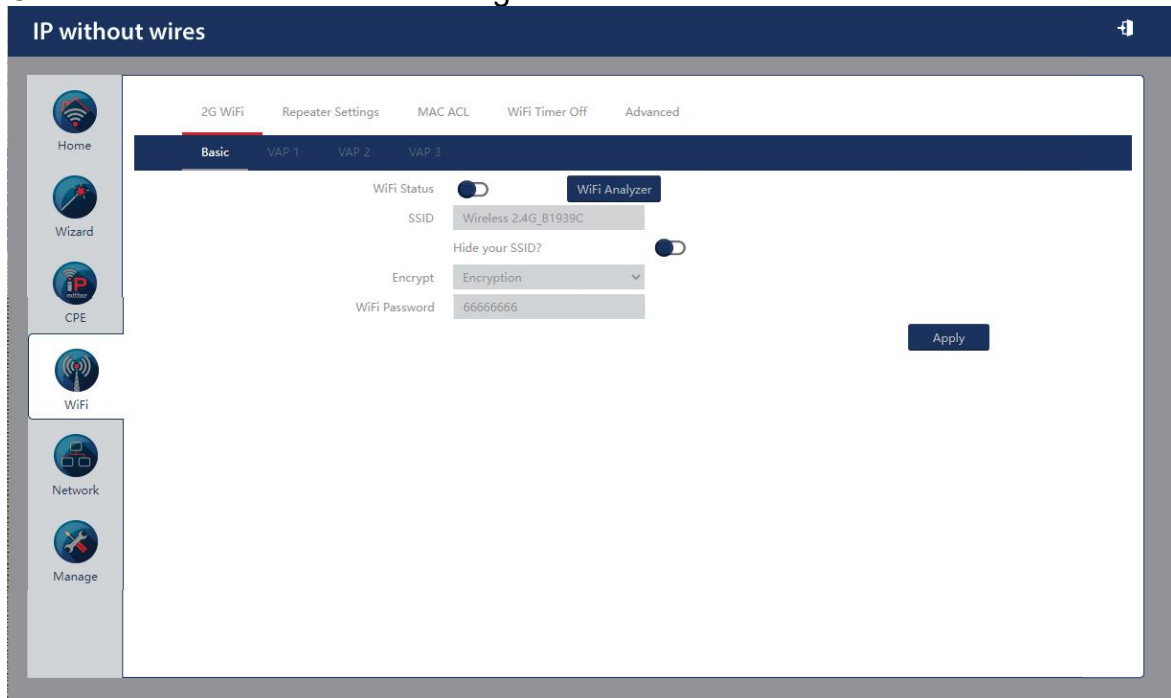 IP without wires
Home
Wizard
iP
mitter
CPE
WiFi
Network
Manage
2G WiFi Repeater Settings MAC ACL WiFi Timer Off Advanced
Basic VAP 1 VAP 2 VAP 3
WiFi Status WiFi Analyzer
SSID Wireless 2.4G_B1939C
Hide your SSID?
Encrypt Encryption
WiFi Password 66666666
Apply